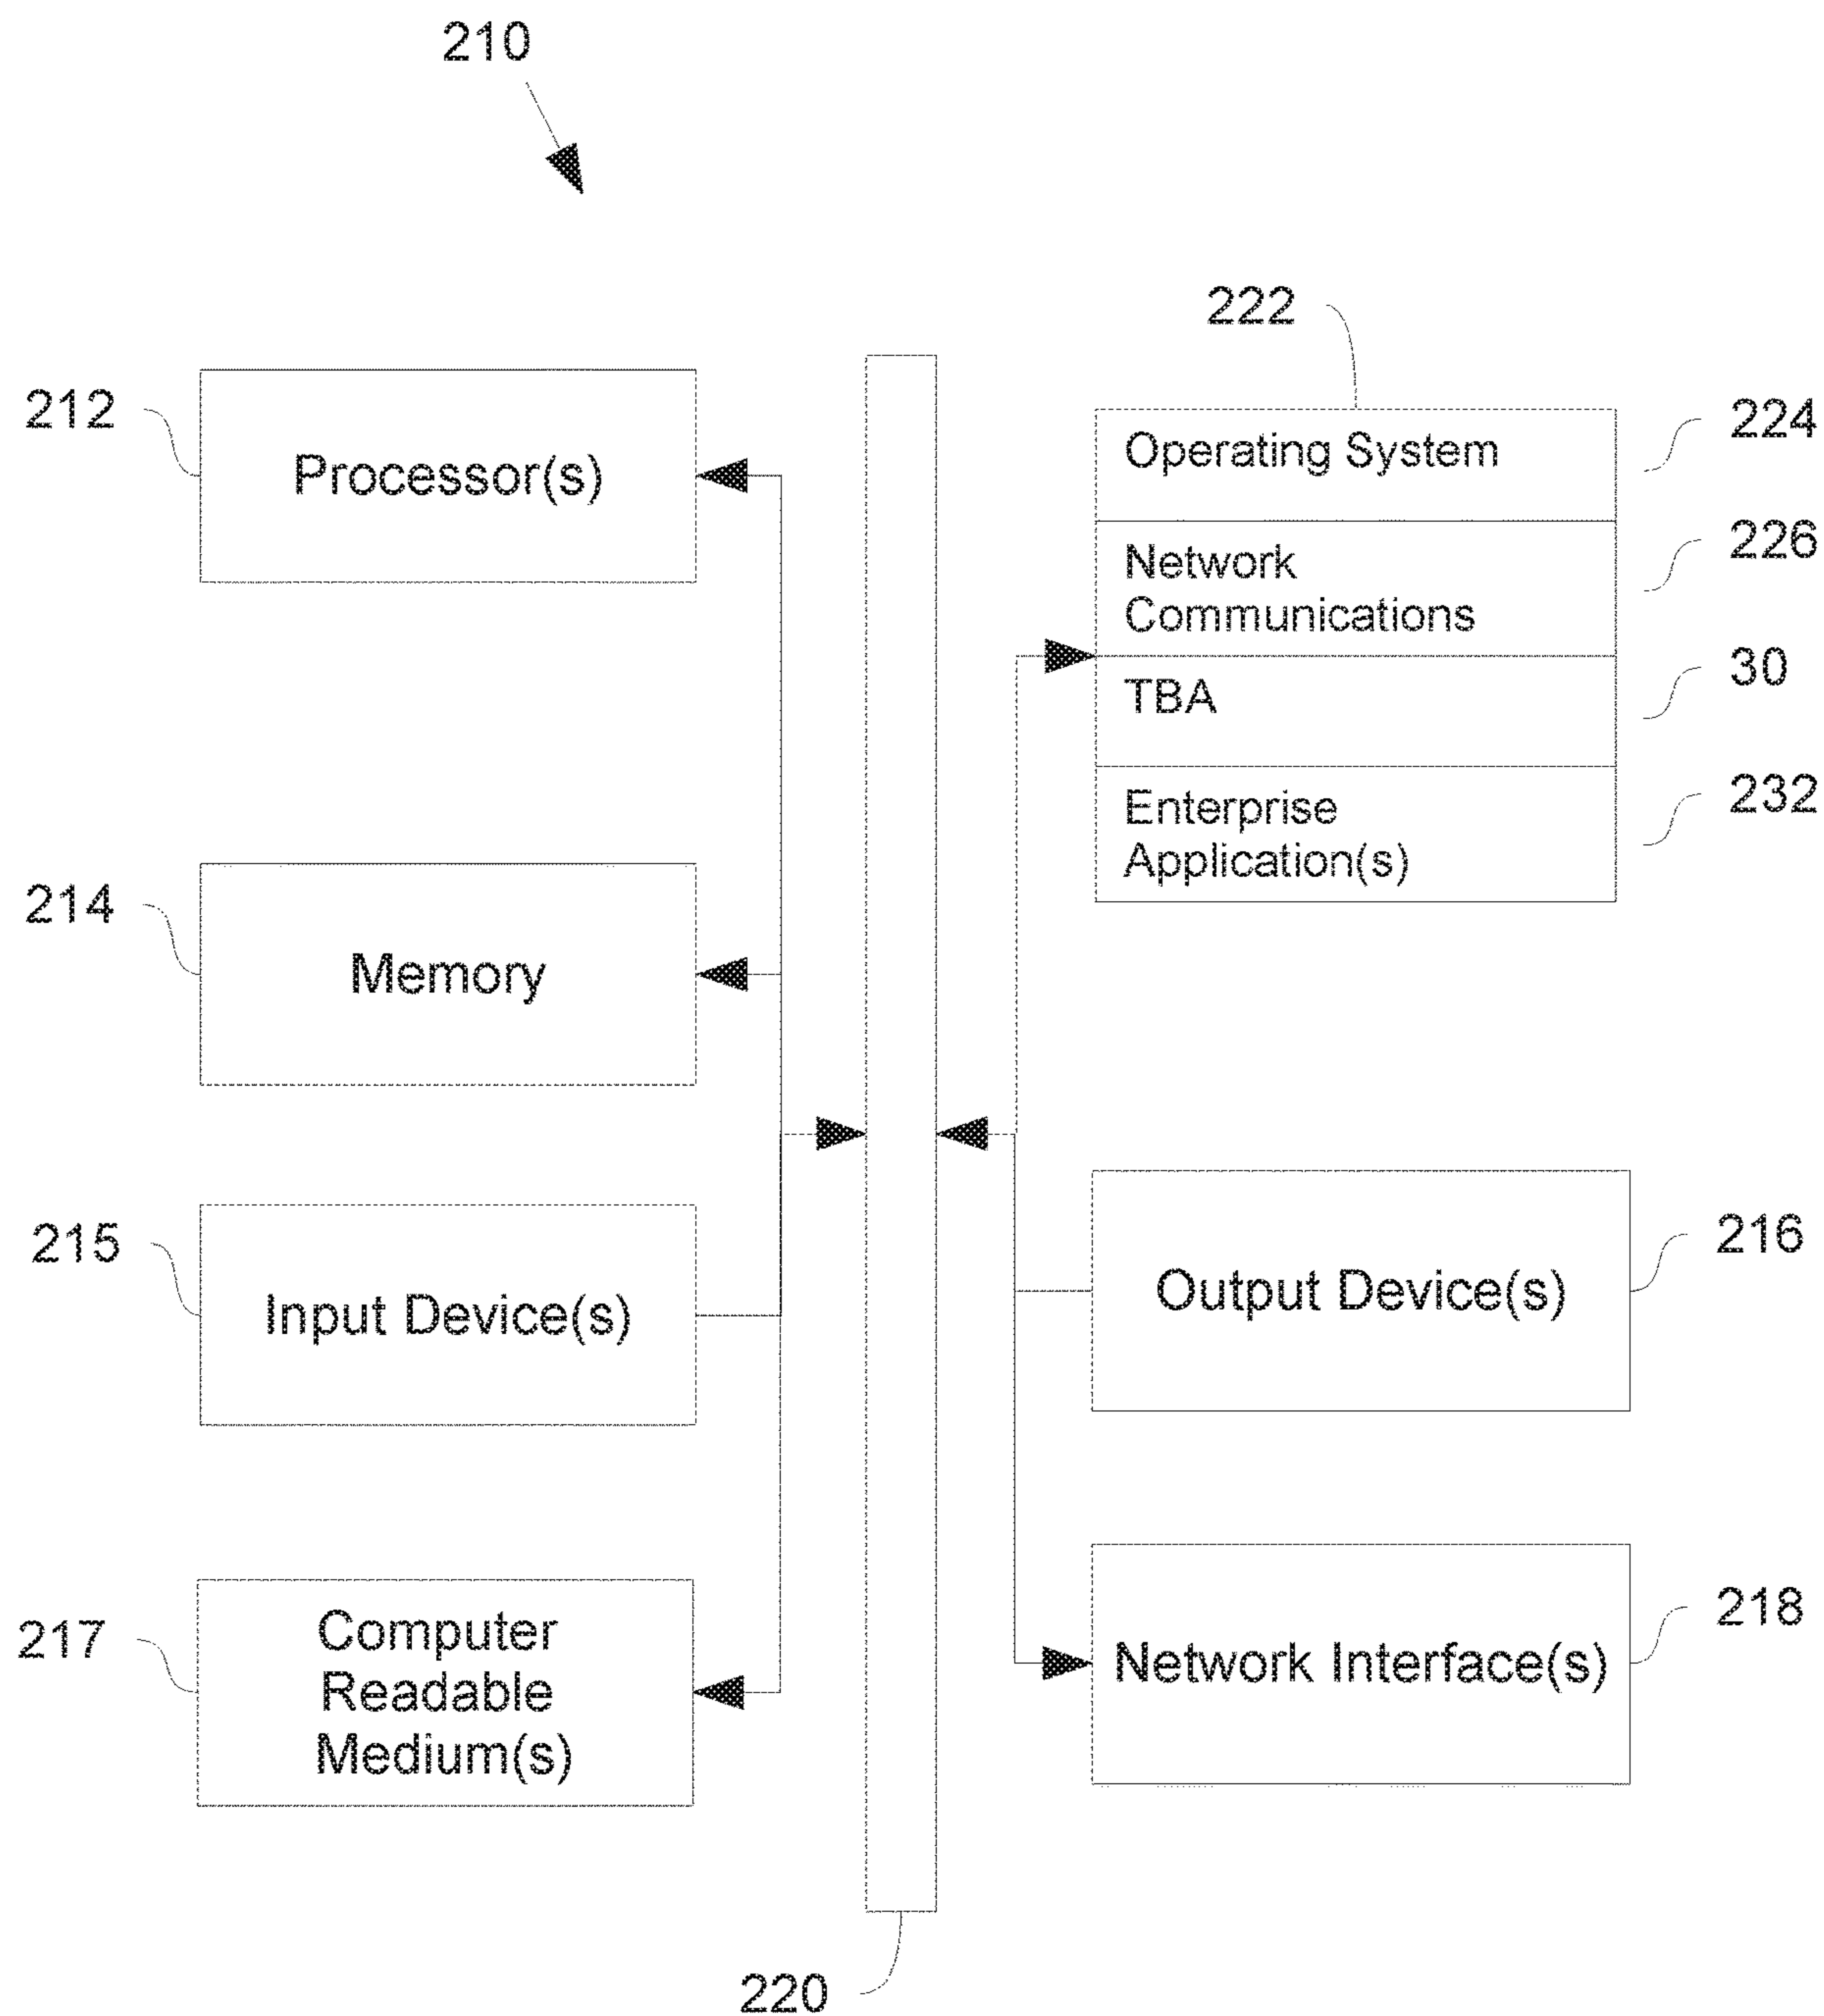 210
222
212
Processor(s)
Operating System
224
Network
Communications
226
TBA
30
Enterprise
Application(s)
232
214
Memory
215
Input Device(s)
Output Device(s)
216
217
Computer
Readable
Medium(s)
Network Interface(s)
218
220